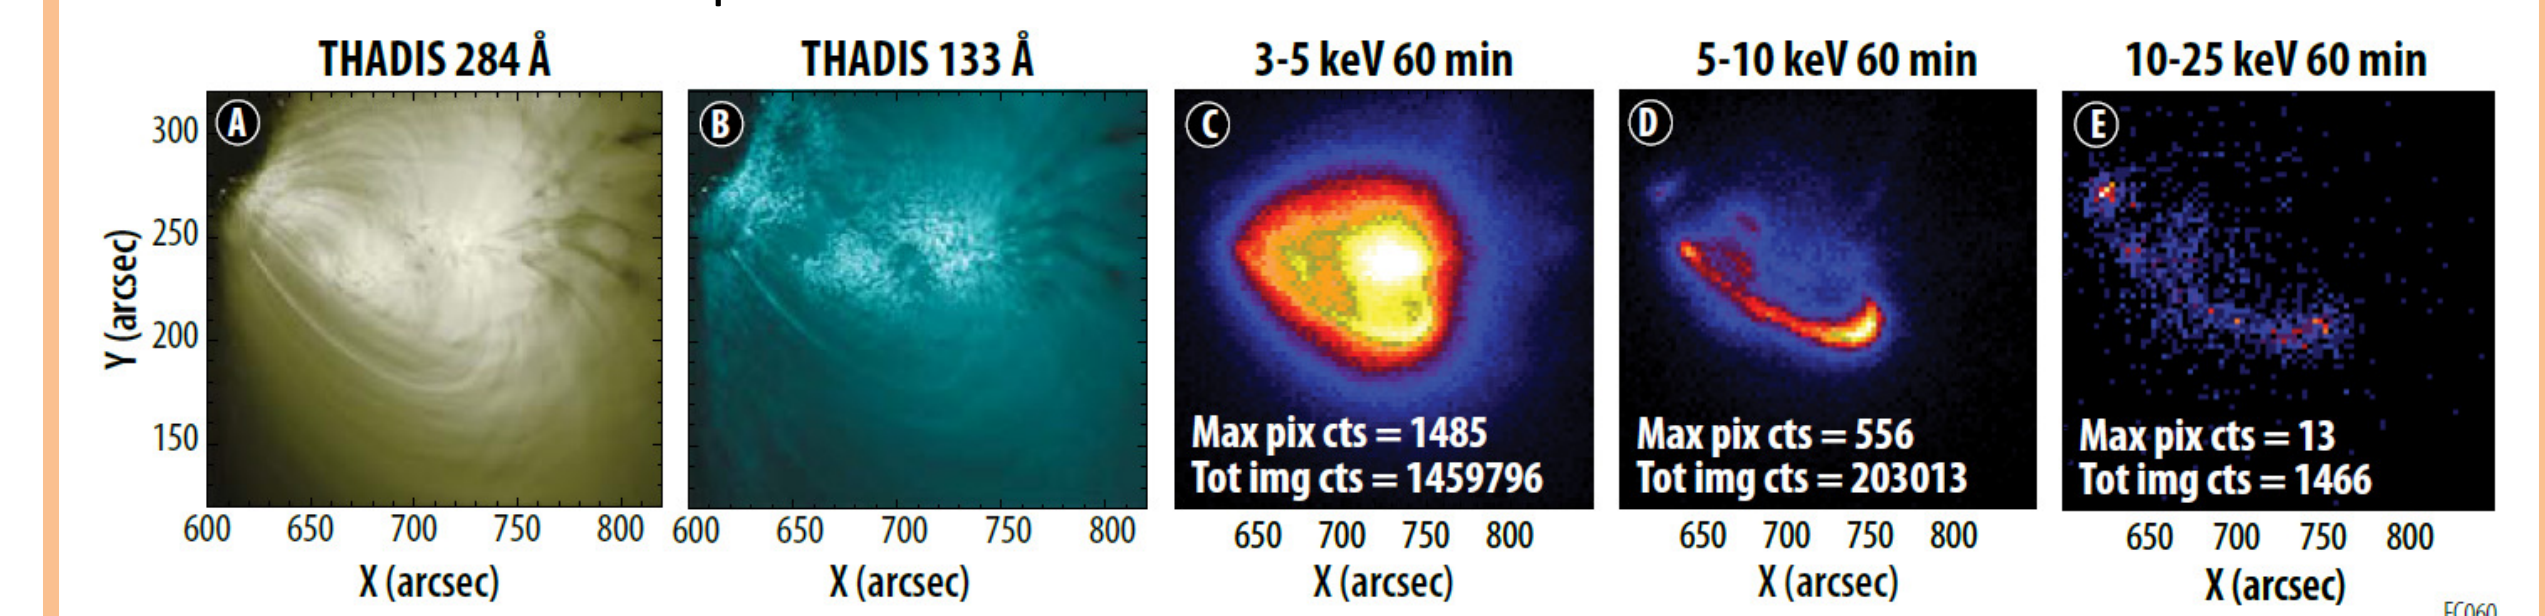 THADIS 284 Å
THADIS 133 Å
3-5 keV 60 min
5-10 keV 60 min
10-25 keV 60 min
A
B
C
D
E
Y (arcsec)
300
250
200
150
Max pix cts = 1485
Tot img cts = 1459796
Max pix cts = 556
Tot img cts = 203013
Max pix cts = 13
Tot img cts = 1466
600 650 700 750 800
600 650 700 750 800
650 700 750 800
650 700 750 800
650 700 750 800
X (arcsec)
X (arcsec)
X (arcsec)
X (arcsec)
X (arcsec)